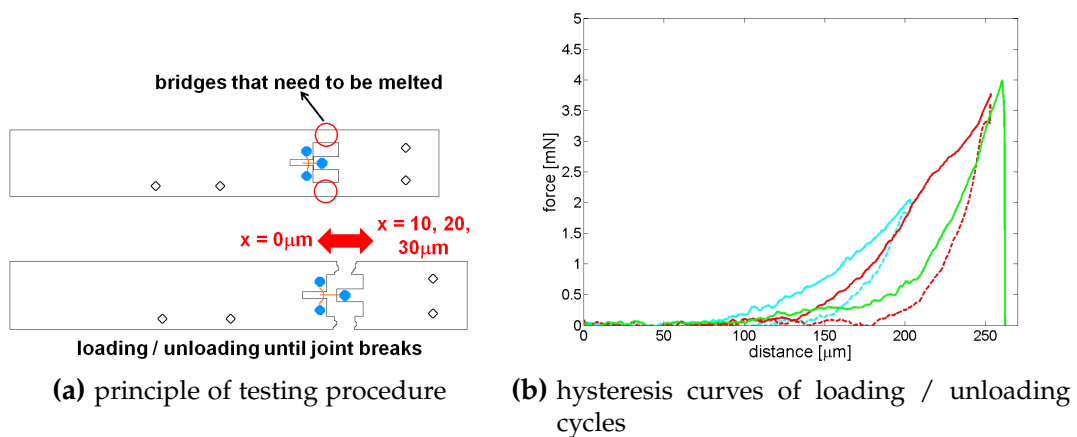 bridges that need to be melted
x = 0μm
x = 10, 20,
30μm
loading / unloading until joint breaks
(a) principle of testing procedure
5
4.5
4
3.5
3
2.5
2
1.5
1
0.5
0
force [mN]
0 50 100 150 200 250
distance [μm]
(b) hysteresis curves of loading / unloading
cycles